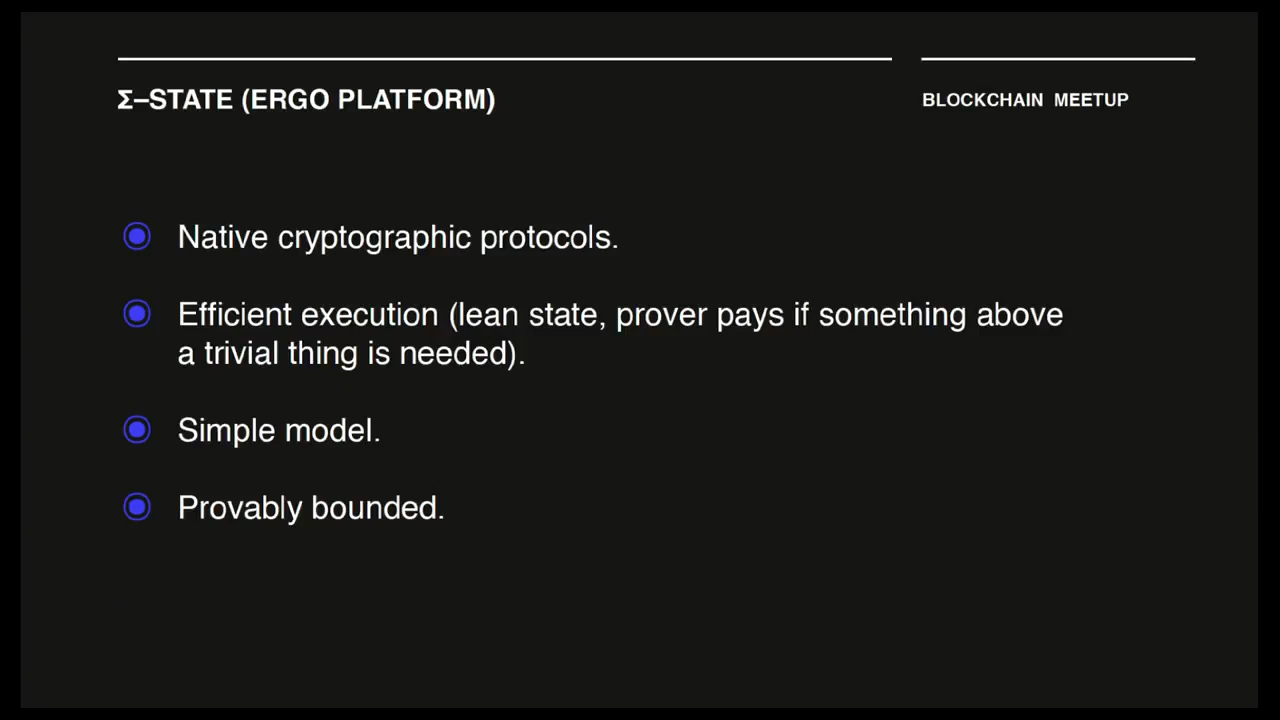 Σ–STATE (ERGO PLATFORM)
BLOCKCHAIN MEETUP
Native cryptographic protocols.
Efficient execution (lean state, prover pays if something above
a trivial thing is needed).
Simple model.
Provably bounded.